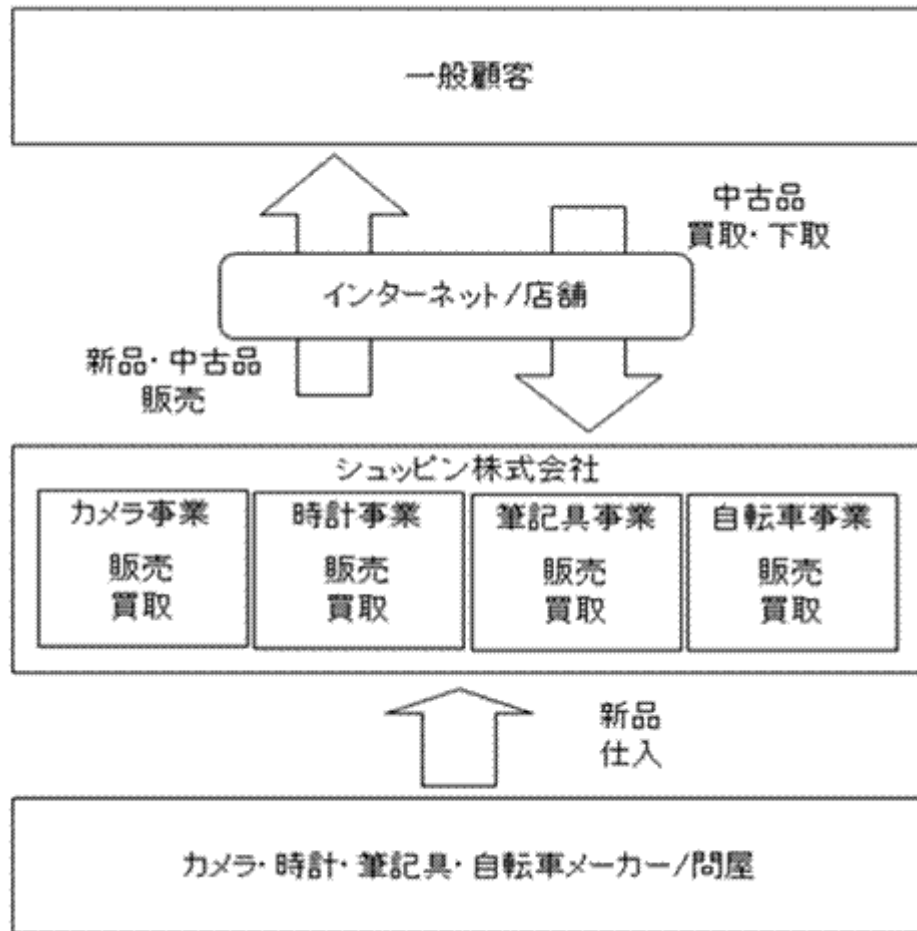 一般顧客
中古品
買取・下取
インターネット/店舗
新品・中古品
販売
シュッピン株式会社
カメラ事業
販売
買取
時計事業
販売
買取
筆記具事業
販売
買取
自転車事業
販売
買取
新品
仕入
カメラ・時計・筆記具・自転車メーカー/問屋